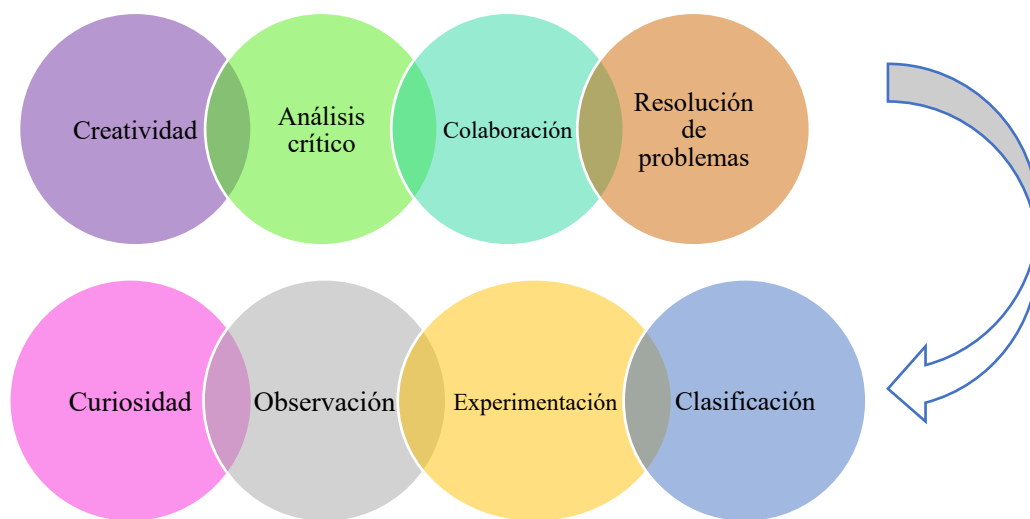 Creatividad
Análisis
crítico
Colaboración
Resolución
de
problemas
Curiosidad
Observación
Experimentación
Clasificación